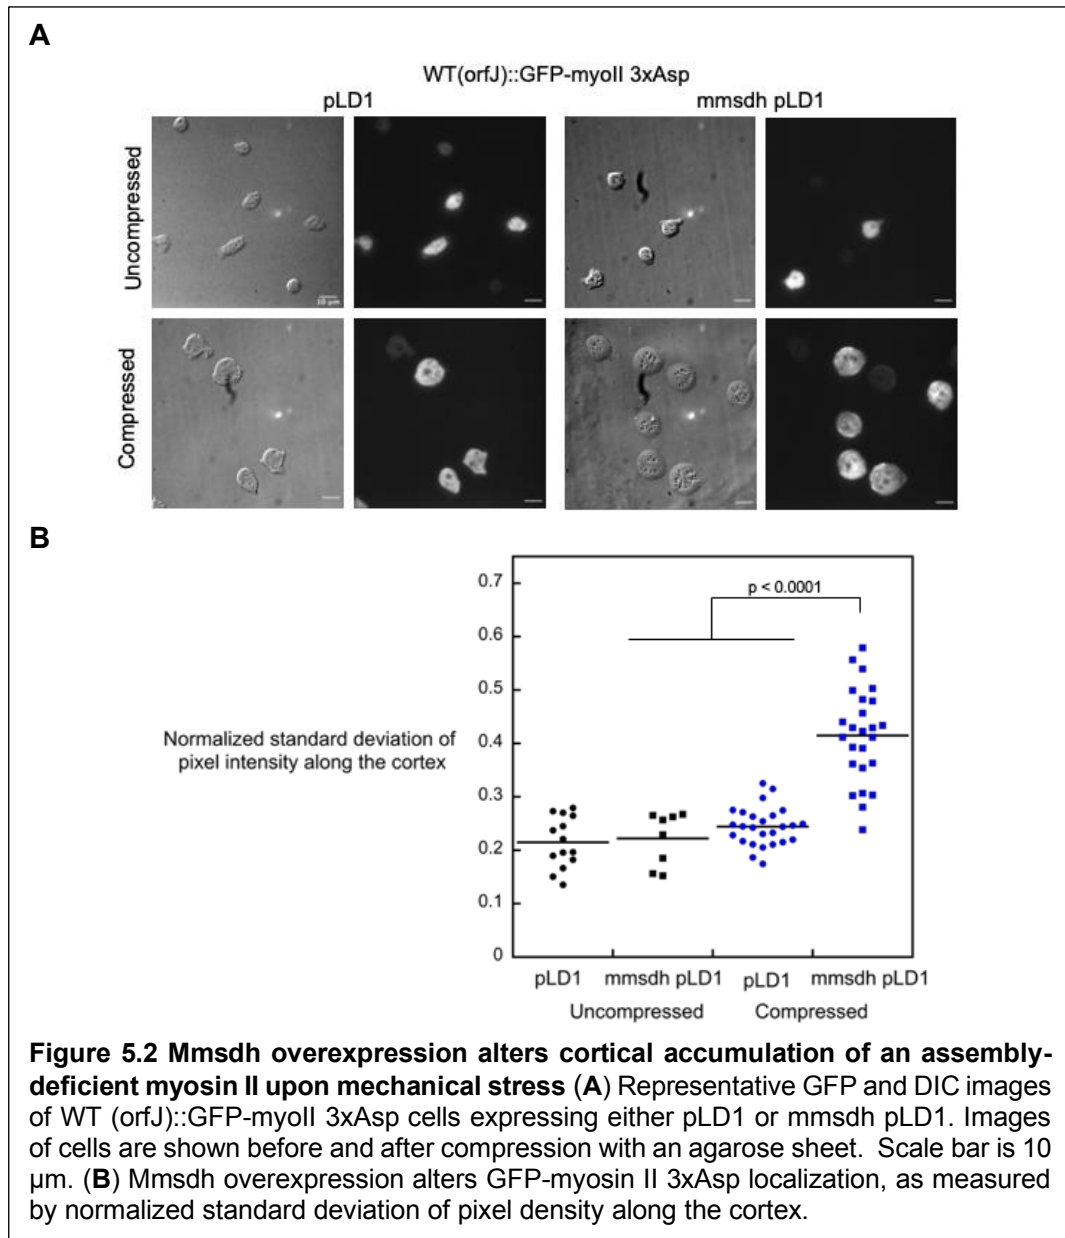 A
WT(orfJ)::GFP-myoII 3xAsp
pLD1 mmsdh pLD1
Uncompressed
10 µm
Compressed
B
0.7
p < 0.0001
0.6
0.5
Normalized standard deviation of
pixel intensity along the cortex
0.4
0.3
0.2
0.1
0
pLD1 mmsdh pLD1 pLD1 mmsdh pLD1
Uncompressed Compressed
Figure 5.2 Mmsdh overexpression alters cortical accumulation of an assembly-
deficient myosin II upon mechanical stress (A) Representative GFP and DIC images
of WT (orfJ)::GFP-myoII 3xAsp cells expressing either pLD1 or mmsdh pLD1. Images
of cells are shown before and after compression with an agarose sheet. Scale bar is 10
µm. (B) Mmsdh overexpression alters GFP-myosin II 3xAsp localization, as measured
by normalized standard deviation of pixel density along the cortex.